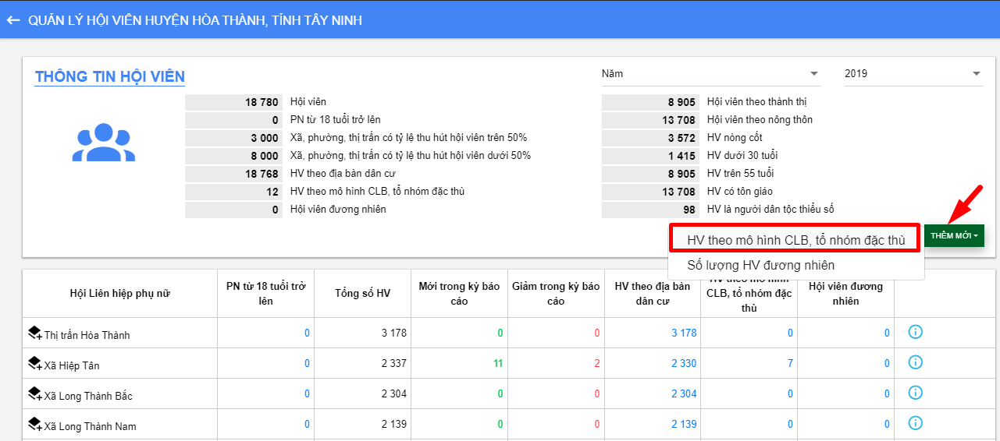 QUẢN LÝ HỘI VIÊN HUYỆN HÒA THÀNH, TỈNH TÂY NINH
THÔNG TIN HỘI VIÊN
Năm
2019
18 780 Hội viên
0 PN từ 18 tuổi trở lên
3 000 Xã, phường, thị trấn có tỷ lệ thu hút hội viên trên 50%
8 000 Xã, phường, thị trấn có tỷ lệ thu hút hội viên dưới 50%
18 768 HV theo địa bàn dân cư
12 HV theo mô hình CLB, tổ nhóm đặc thù
0 Hội viên đương nhiên
8 905 Hội viên theo thành thị
13 708 Hội viên theo nông thôn
3 572 HV nòng cốt
1 415 HV dưới 30 tuổi
8 905 HV trên 55 tuổi
13 708 HV có tôn giáo
98 HV là người dân tộc thiểu số
THÊM MỚI
HV theo mô hình CLB, tổ nhóm đặc thù
Số lượng HV đương nhiên
Hội Liên hiệp phụ nữ
PN từ 18 tuổi trở
lên
Tổng số HV
Mới trong kỳ báo
cáo
Giảm trong kỳ báo
cáo
HV theo địa bàn
dân cư
HV theo mô hình
CLB, tổ nhóm đặc
thù
Hội viên đương
nhiên
Thị trấn Hòa Thành 0 3 178 0 0 3 178 0 0
Xã Hiệp Tân 0 2 337 11 2 2 330 7 0
Xã Long Thành Bắc 0 2 304 0 0 2 304 0 0
Xã Long Thành Nam 0 2 139 0 0 2 139 0 0